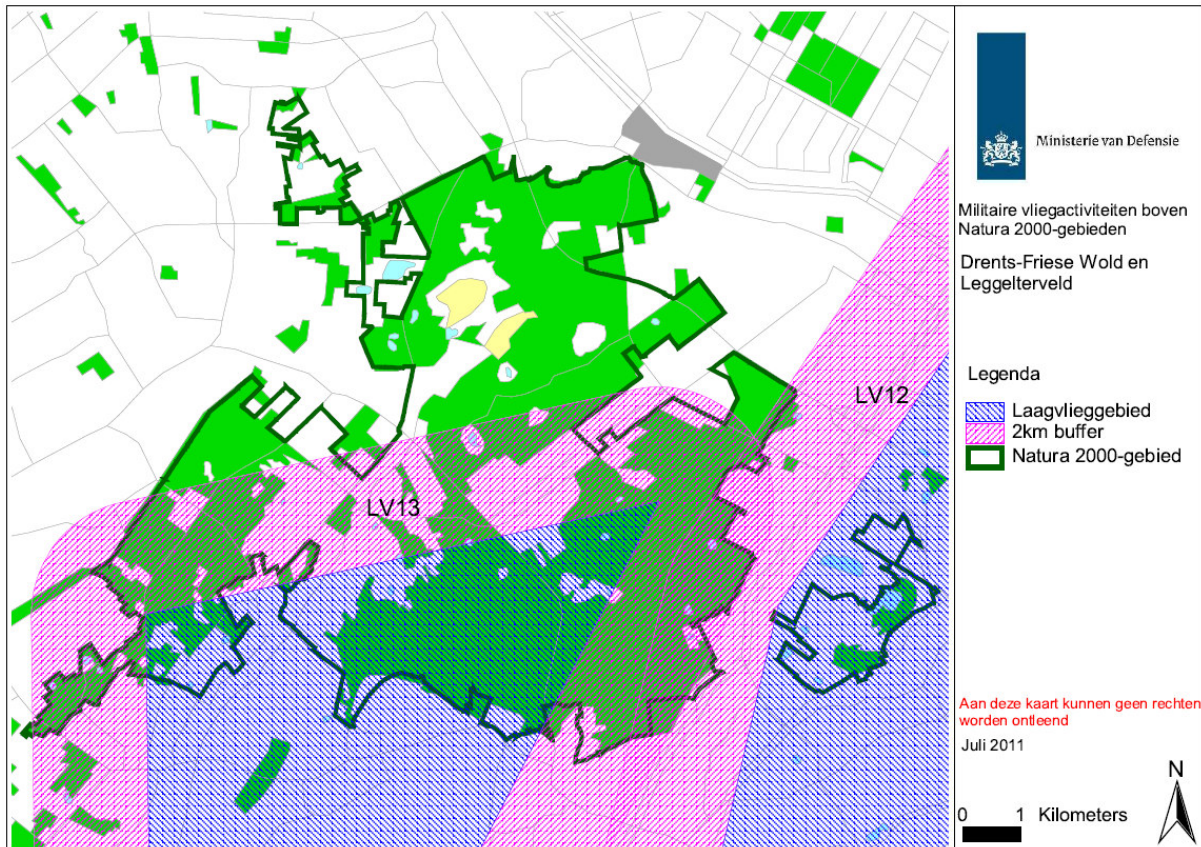 Ministerie van Defensie
Militaire vliegactiviteiten boven
Natura 2000-gebieden
Drents-Friese Wold en
Leggelterveld
Legenda
Laagvlieggebied
2km buffer
Natura 2000-gebied
LV12
LV13
Aan deze kaart kunnen geen rechten
worden ontleend
Juli 2011
N
0 1 Kilometers